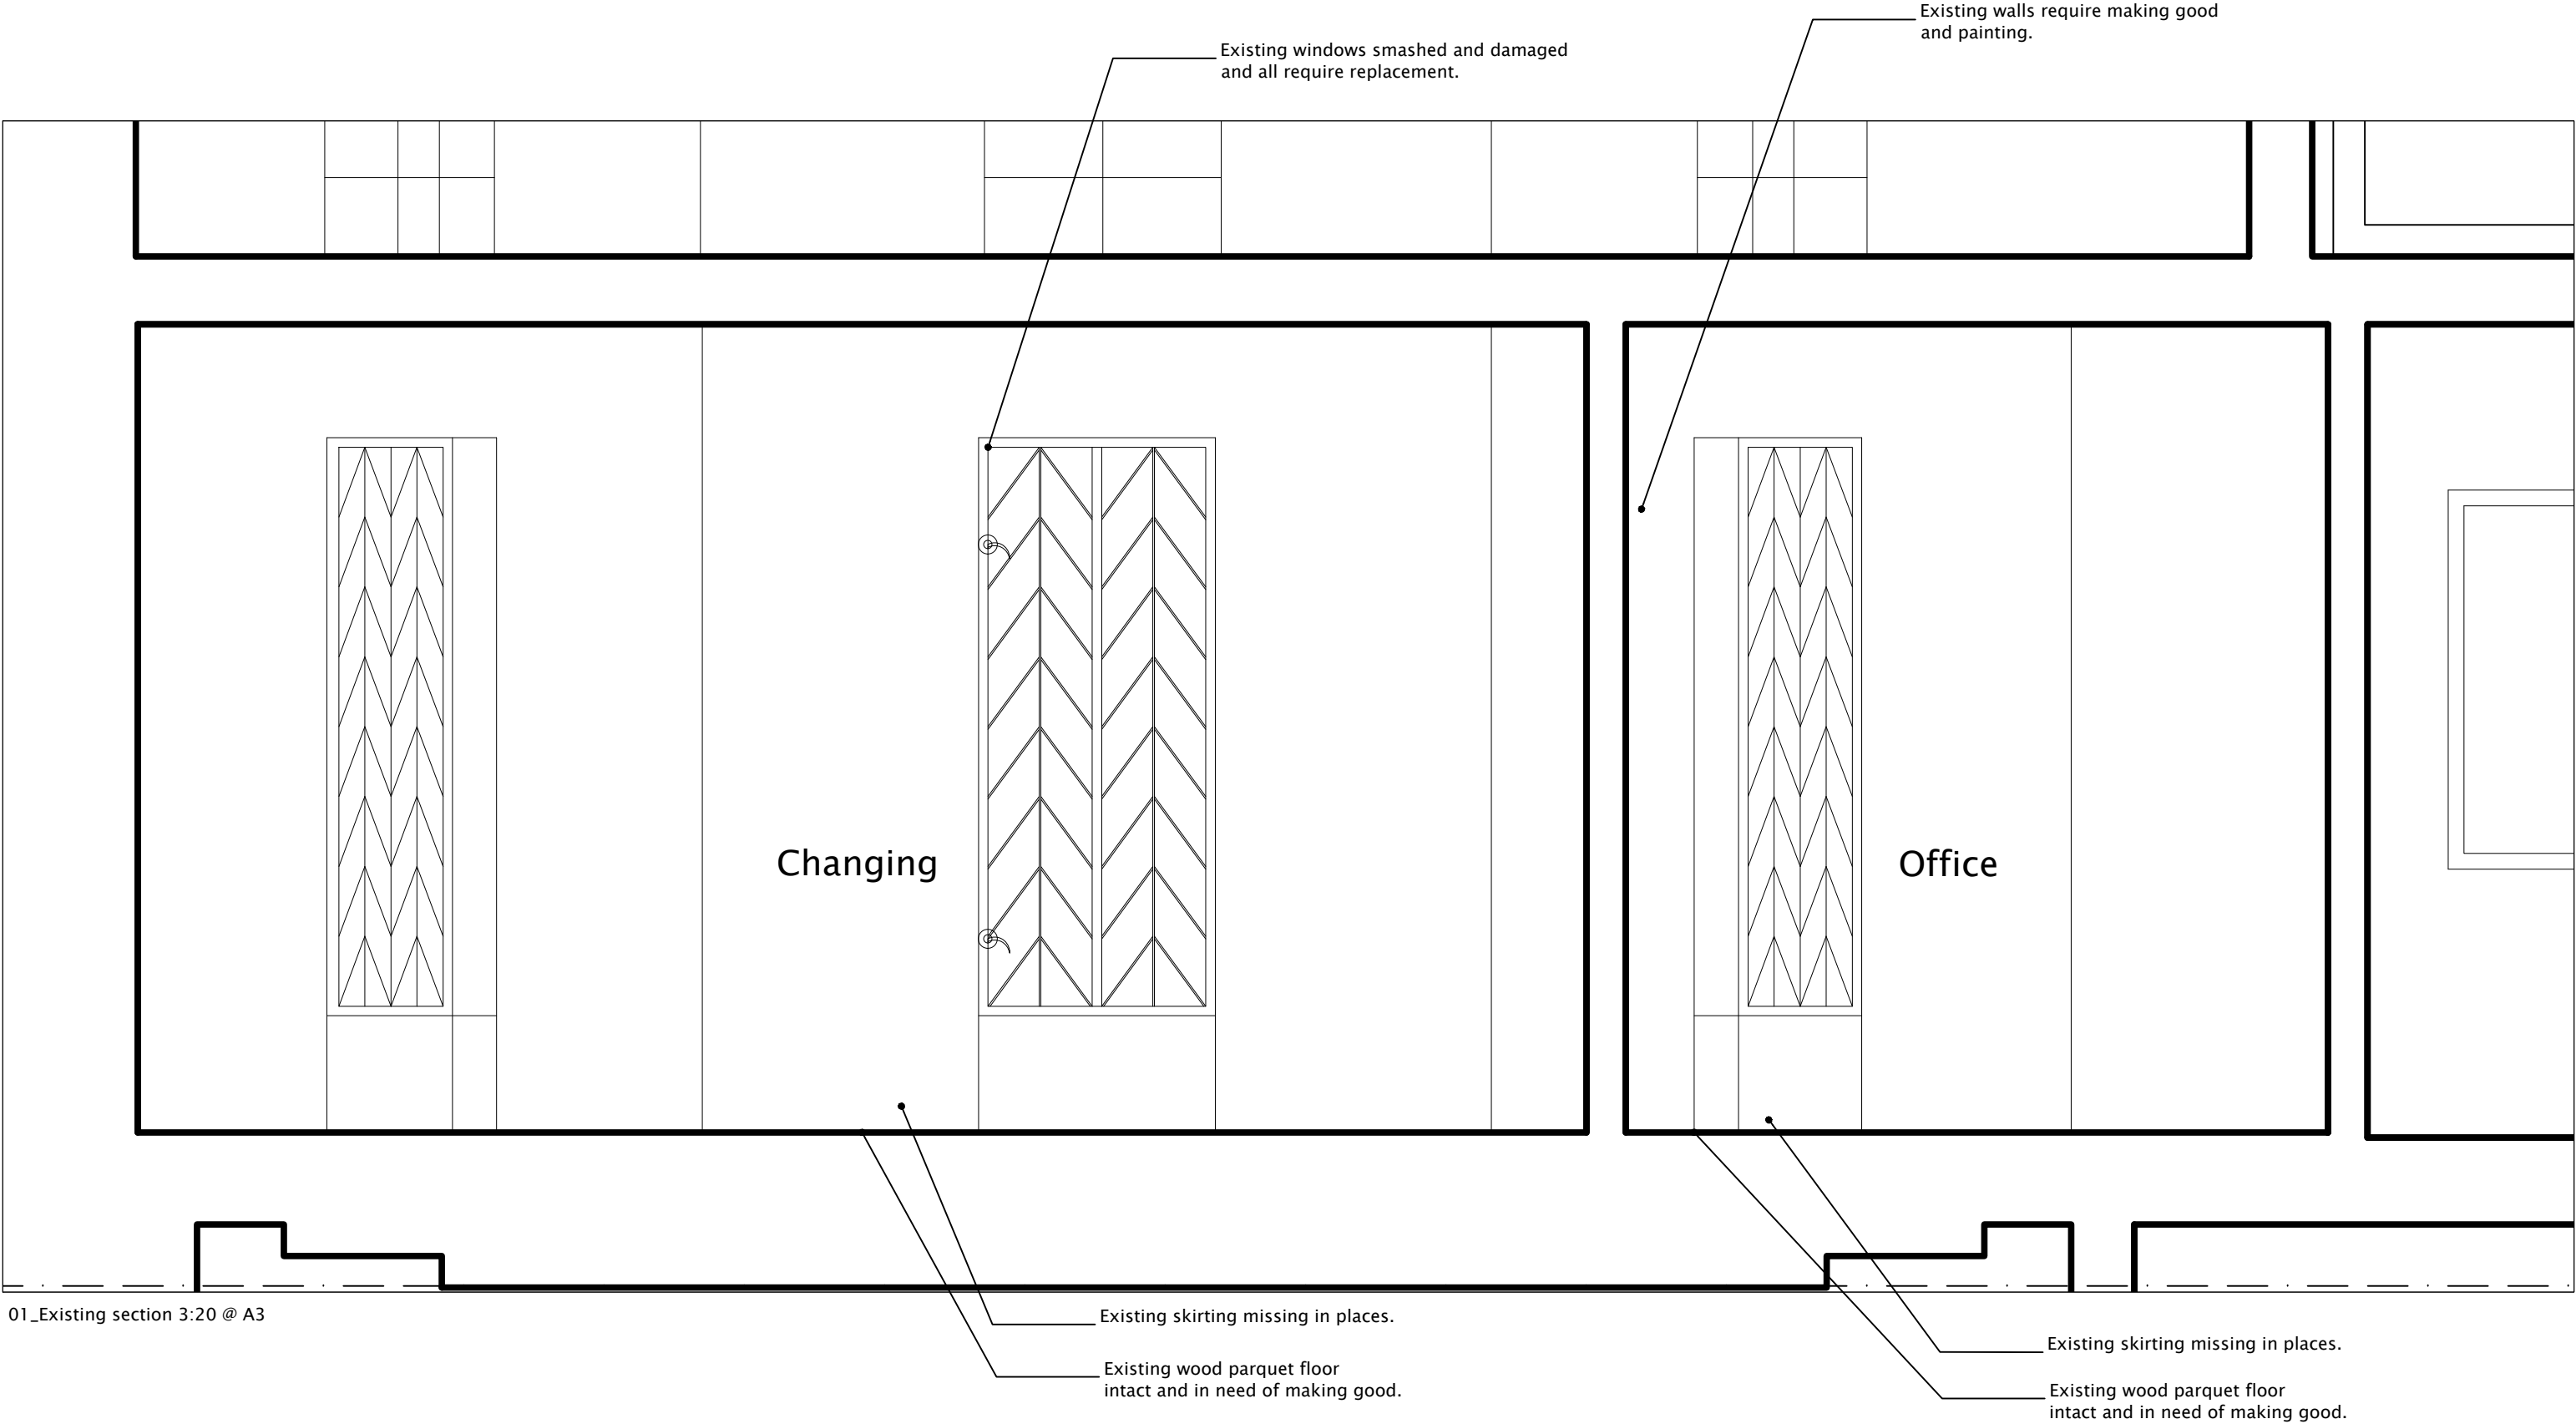 Existing walls require making good
and painting.
Existing windows smashed and damaged
and all require replacement.
Changing
Office
01_Existing section 3:20 @ A3
Existing skirting missing in places.
Existing wood parquet floor
intact and in need of making good.
Existing skirting missing in places.
Existing wood parquet floor
intact and in need of making good.